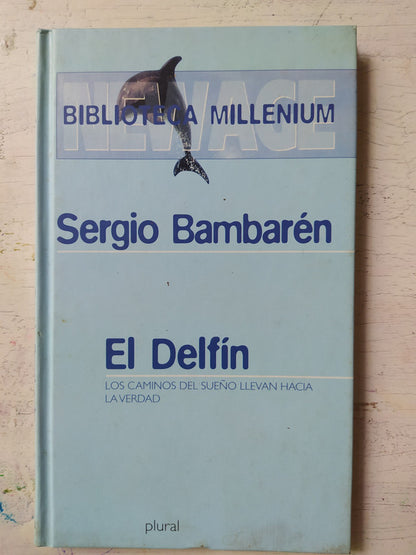 NEW AGE
BIBLIOTECA MILLENIUM
Sergio Bambarén
El Delfín
LOS CAMINOS DEL SUEÑO LLEVAN HACIA
LA VERDAD
plural